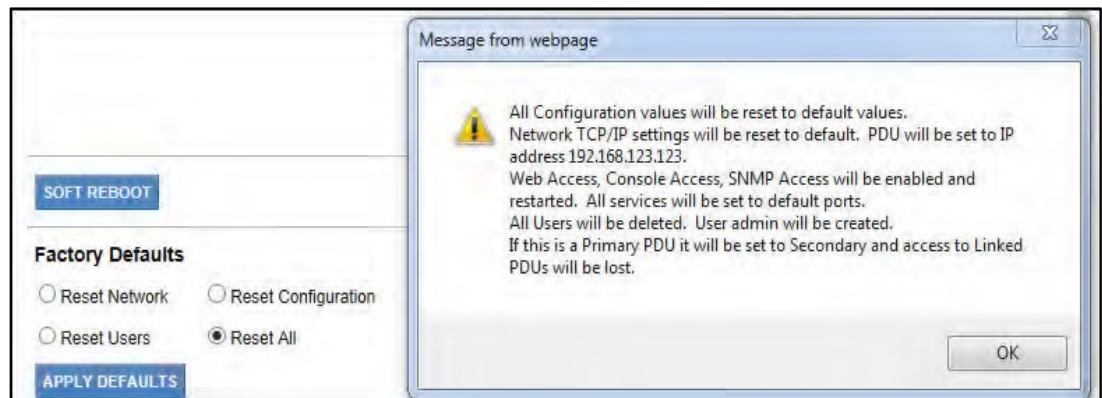 Message from webpage
All Configuration values will be reset to default values.
Network TCP/IP settings will be reset to default. PDU will be set to IP
address 192.168.123.123.
Web Access, Console Access, SNMP Access will be enabled and
restarted. All services will be set to default ports.
All Users will be deleted. User admin will be created.
If this is a Primary PDU it will be set to Secondary and access to Linked
PDUs will be lost.
OK
SOFT REBOOT
Factory Defaults
Reset Network Reset Configuration
Reset Users Reset All
APPLY DEFAULTS